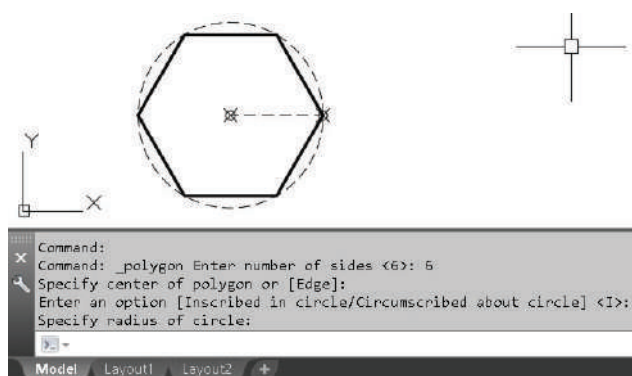 Y
X
Command:
Command: _polygon Enter number of sides <6>: 6
Specify center of polygon or [Edge]:
Enter an option [Inscribed in circle/Circumscribed about circle] <I>:
Specify radius of circle:
Model Layout1 Layout2 +